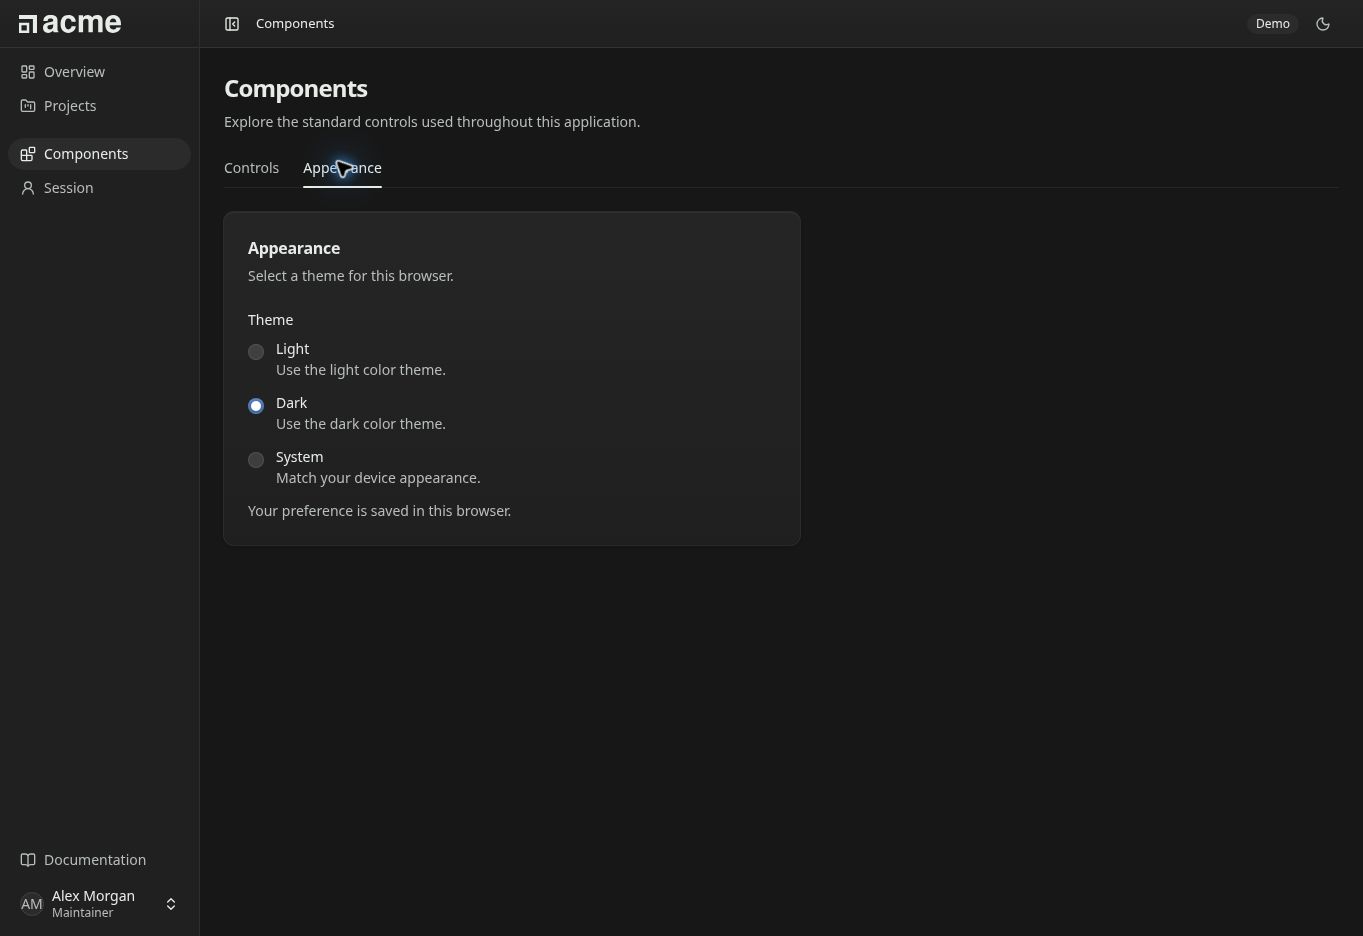 acme
Components
Demo
Overview
Projects
Components
Session
Components
Explore the standard controls used throughout this application.
Controls
Appearance
Appearance
Select a theme for this browser.
Theme
Light
Use the light color theme.
Dark
Use the dark color theme.
System
Match your device appearance.
Your preference is saved in this browser.
Documentation
AM
Alex Morgan
Maintainer